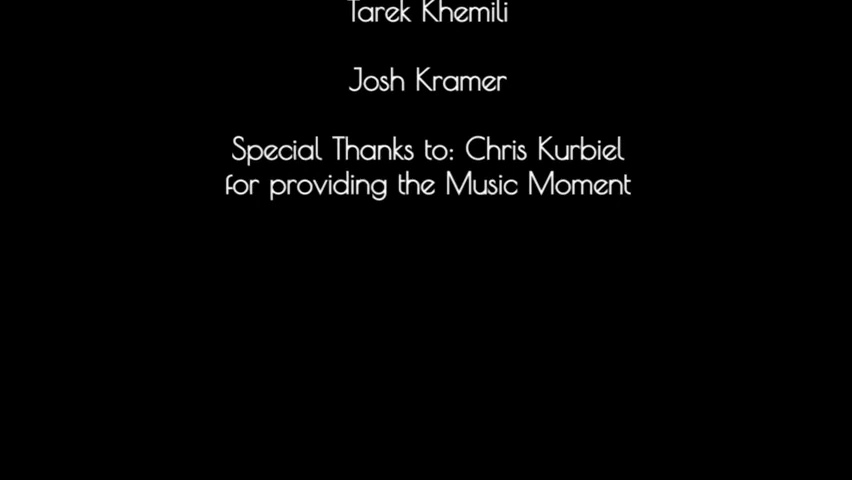 Tarek Khemili
Josh Kramer
Special Thanks to: Chris Kurbiel
for providing the Music Moment